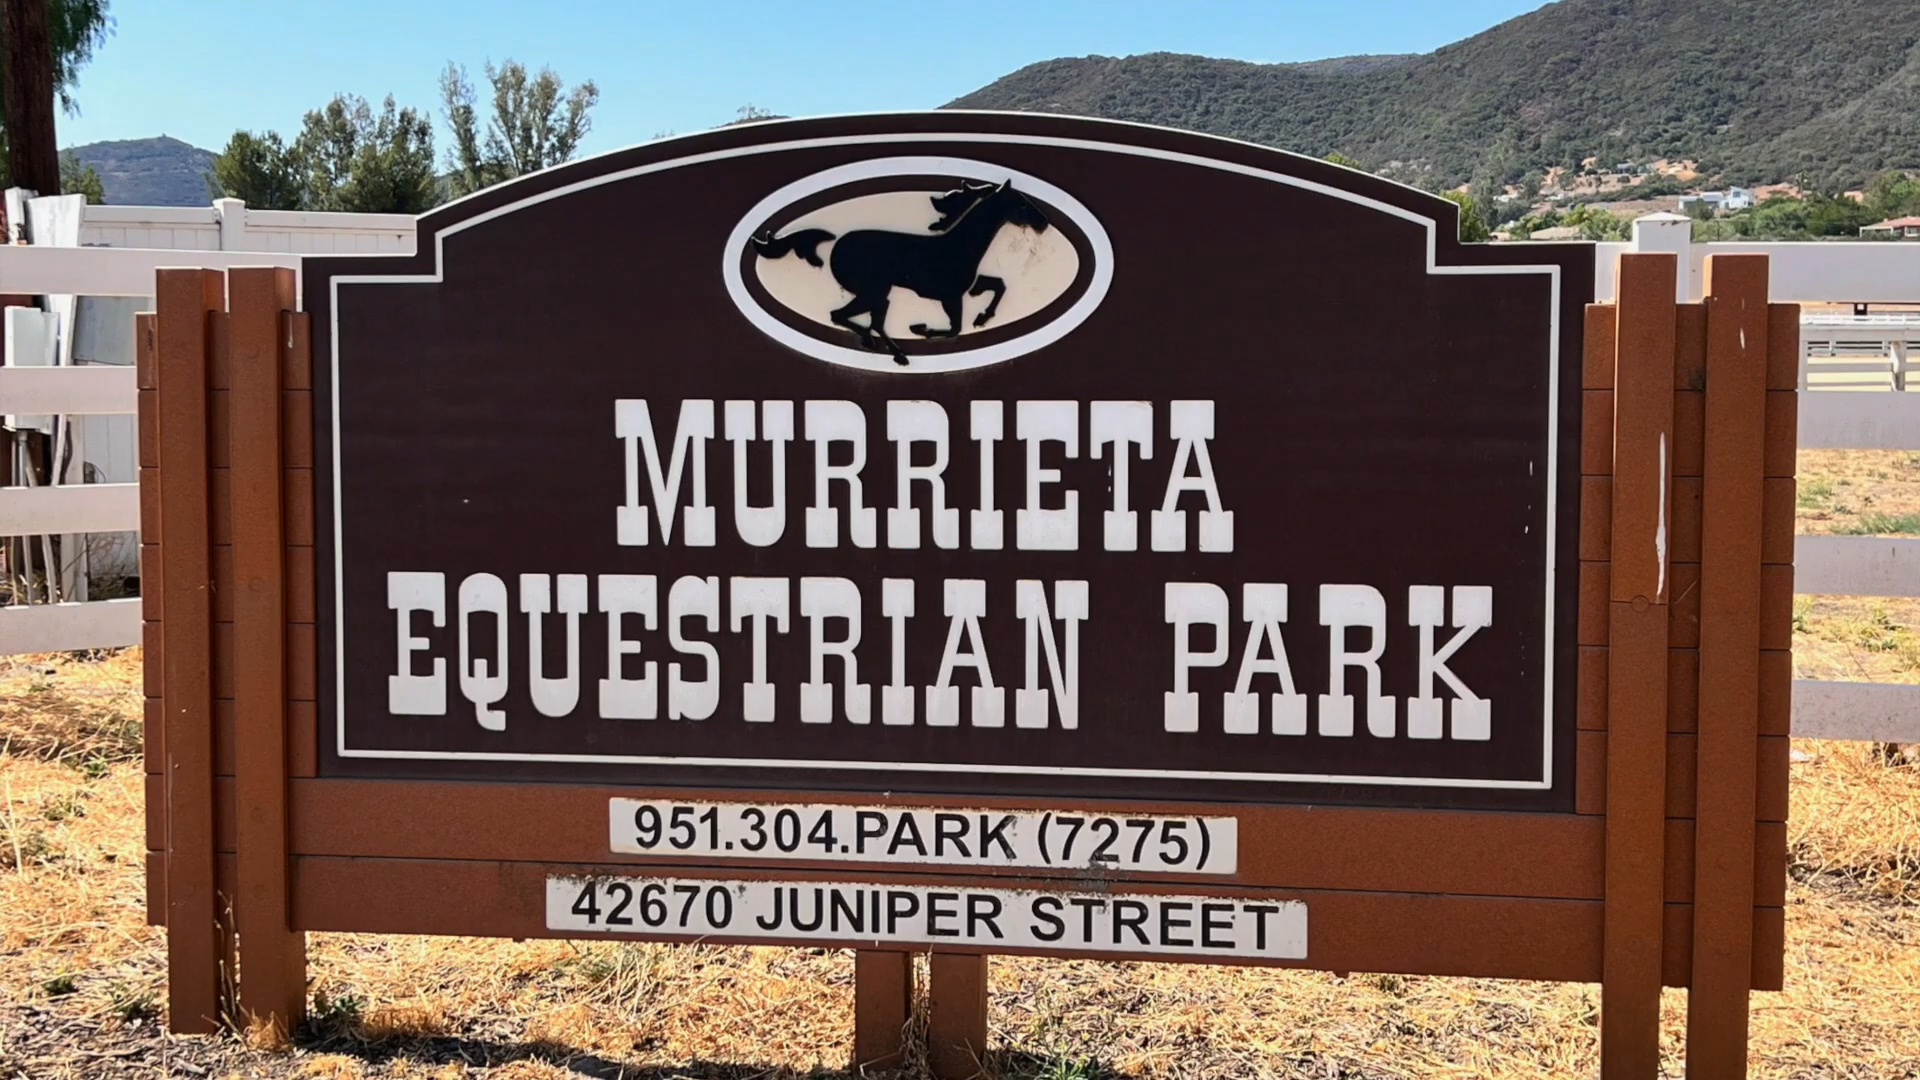 MURRIETA
EQUESTRIAN PARK
951.304.PARK (7275)
42670 JUNIPER STREET